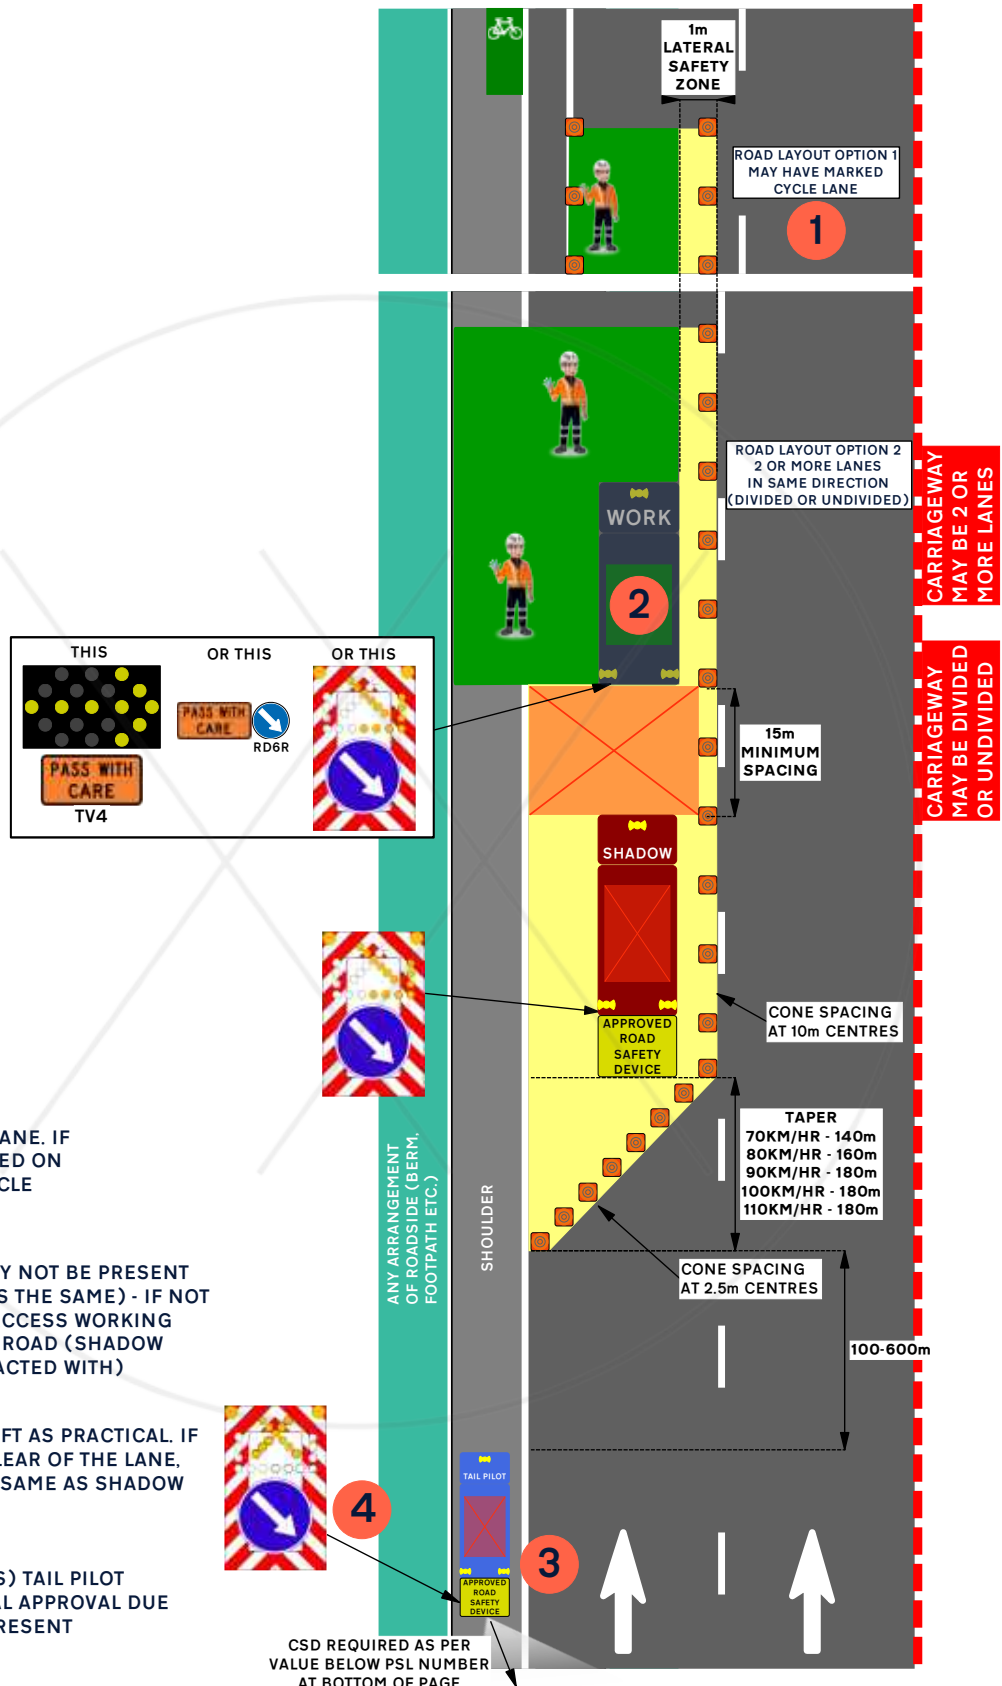 1m
LATERAL
SAFETY
ZONE
ROAD LAYOUT OPTION 1
MAY HAVE MARKED
CYCLE LANE
1
ROAD LAYOUT OPTION 2
2 OR MORE LANES
IN SAME DIRECTION
(DIVIDED OR UNDIVIDED)
CARRIAGEWAY
MAY BE 2 OR
MORE LANES
WORK
2
CARRIAGEWAY
MAY BE DIVIDED
OR UNDIVIDED
THIS
OR THIS
OR THIS
PASS WITH
CARE
RD6R
PASS WITH
CARE
TV4
15m
MINIMUM
SPACING
SHADOW
APPROVED
ROAD
SAFETY
DEVICE
CONE SPACING
AT 10m CENTRES
TAPER
70KM/HR - 140m
80KM/HR - 160m
90KM/HR - 180m
100KM/HR - 180m
110KM/HR - 180m
ANY ARRANGEMENT
OF ROADSIDE (BERM,
FOOTPATH ETC.)
SHOULDER
CONE SPACING
AT 2.5m CENTRES
100-600m
ANE. IF
ED ON
CLE
Y NOT BE PRESENT
S THE SAME) - IF NOT
CCESS WORKING
ROAD (SHADOW
ACTED WITH)
FT AS PRACTICAL. IF
LEAR OF THE LANE,
SAME AS SHADOW
S) TAIL PILOT
AL APPROVAL DUE
RESENT
4
TAIL PILOT
3
APPROVED
ROAD
SAFETY
DEVICE
CSD REQUIRED AS PER
VALUE BELOW PSL NUMBER
AT BOTTOM OF PAGE